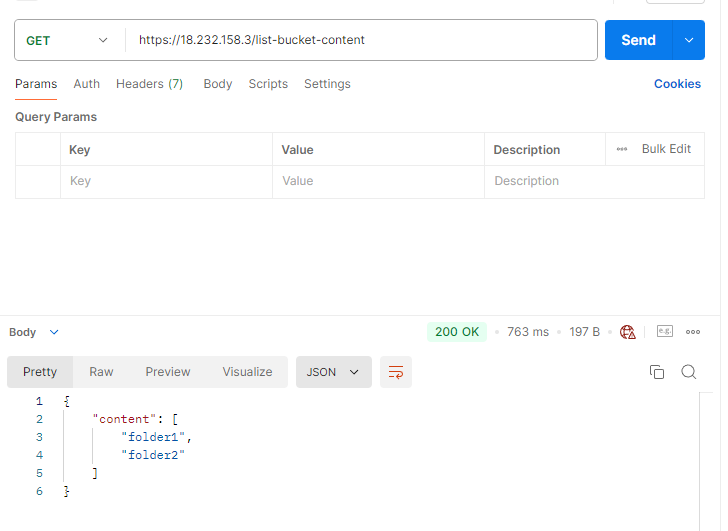 GET https://18.232.158.3/list-bucket-content Send
Params Auth Headers (7) Body Scripts Settings Cookies
Query Params
Key Value Description Bulk Edit
Key Value Description
Body 200 OK 763 ms 197 B e.g.
Pretty Raw Preview Visualize JSON
1 {
2 "content": [
3 "folder1",
4 "folder2"
5 ]
6 }